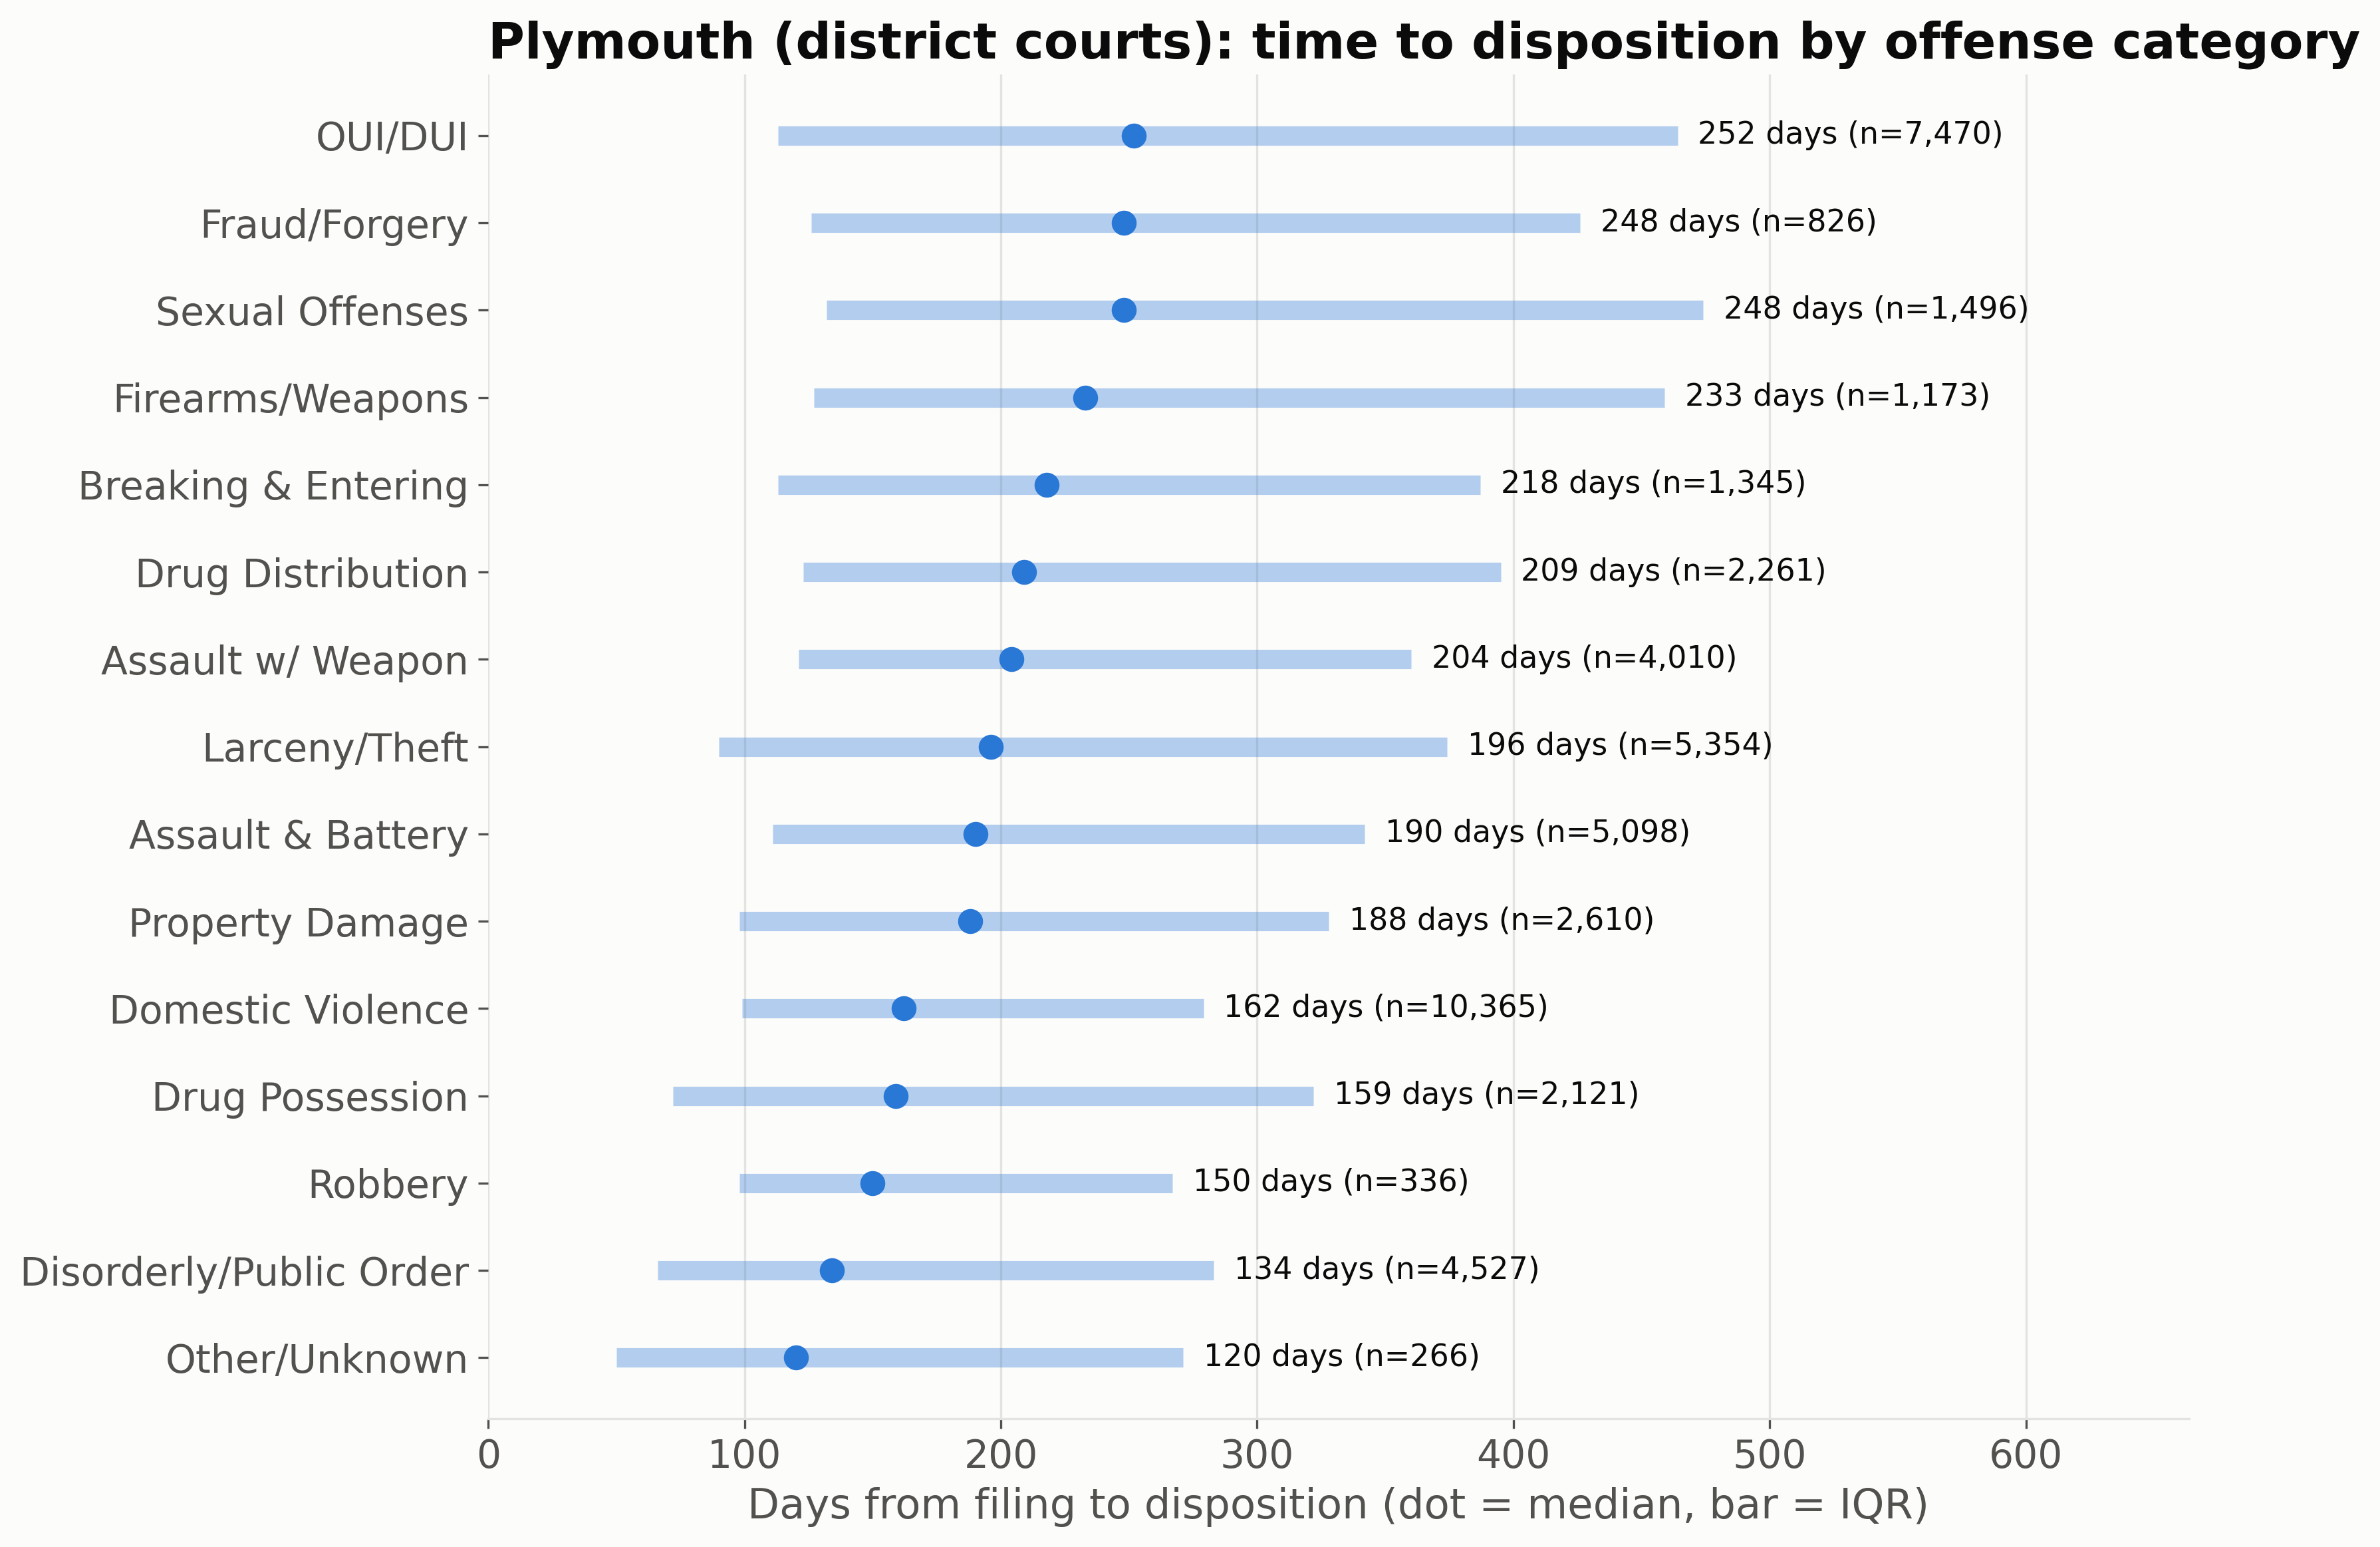 Plymouth (district courts): time to disposition by offense category
OUI/DUI
252 days (n=7,470)
Fraud/Forgery
248 days (n=826)
Sexual Offenses
248 days (n=1,496)
Firearms/Weapons
233 days (n=1,173)
Breaking & Entering
218 days (n=1,345)
Drug Distribution
209 days (n=2,261)
Assault w/ Weapon
204 days (n=4,010)
Larceny/Theft
196 days (n=5,354)
Assault & Battery
190 days (n=5,098)
Property Damage
188 days (n=2,610)
Domestic Violence
162 days (n=10,365)
Drug Possession
159 days (n=2,121)
Robbery
150 days (n=336)
Disorderly/Public Order
134 days (n=4,527)
Other/Unknown
120 days (n=266)
0 100 200 300 400 500 600
Days from filing to disposition (dot = median, bar = IQR)